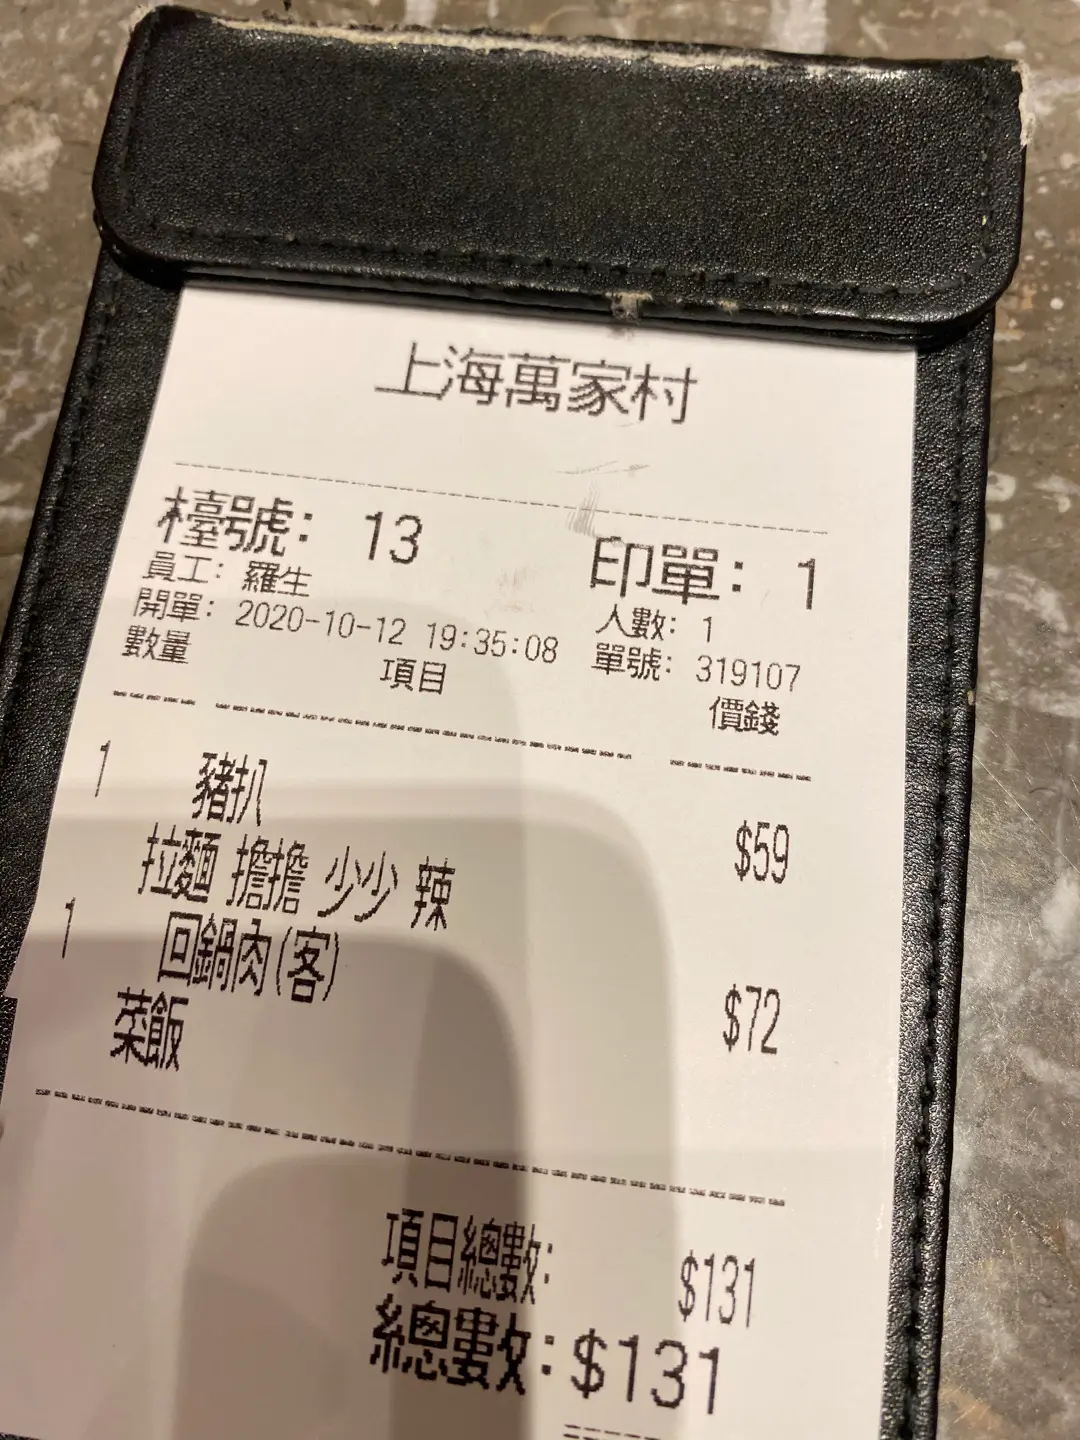 上海萬家村
檯號: 13 印單: 1
員工: 羅生 人數: 1
開單: 2020-10-12 19:35:08 單號: 319107
數量 項目 價錢
1 豬扒 $59
拉麵 擔擔 少少 辣
1 回鍋肉(客) $72
菜飯
項目總數: $131
總數: $131